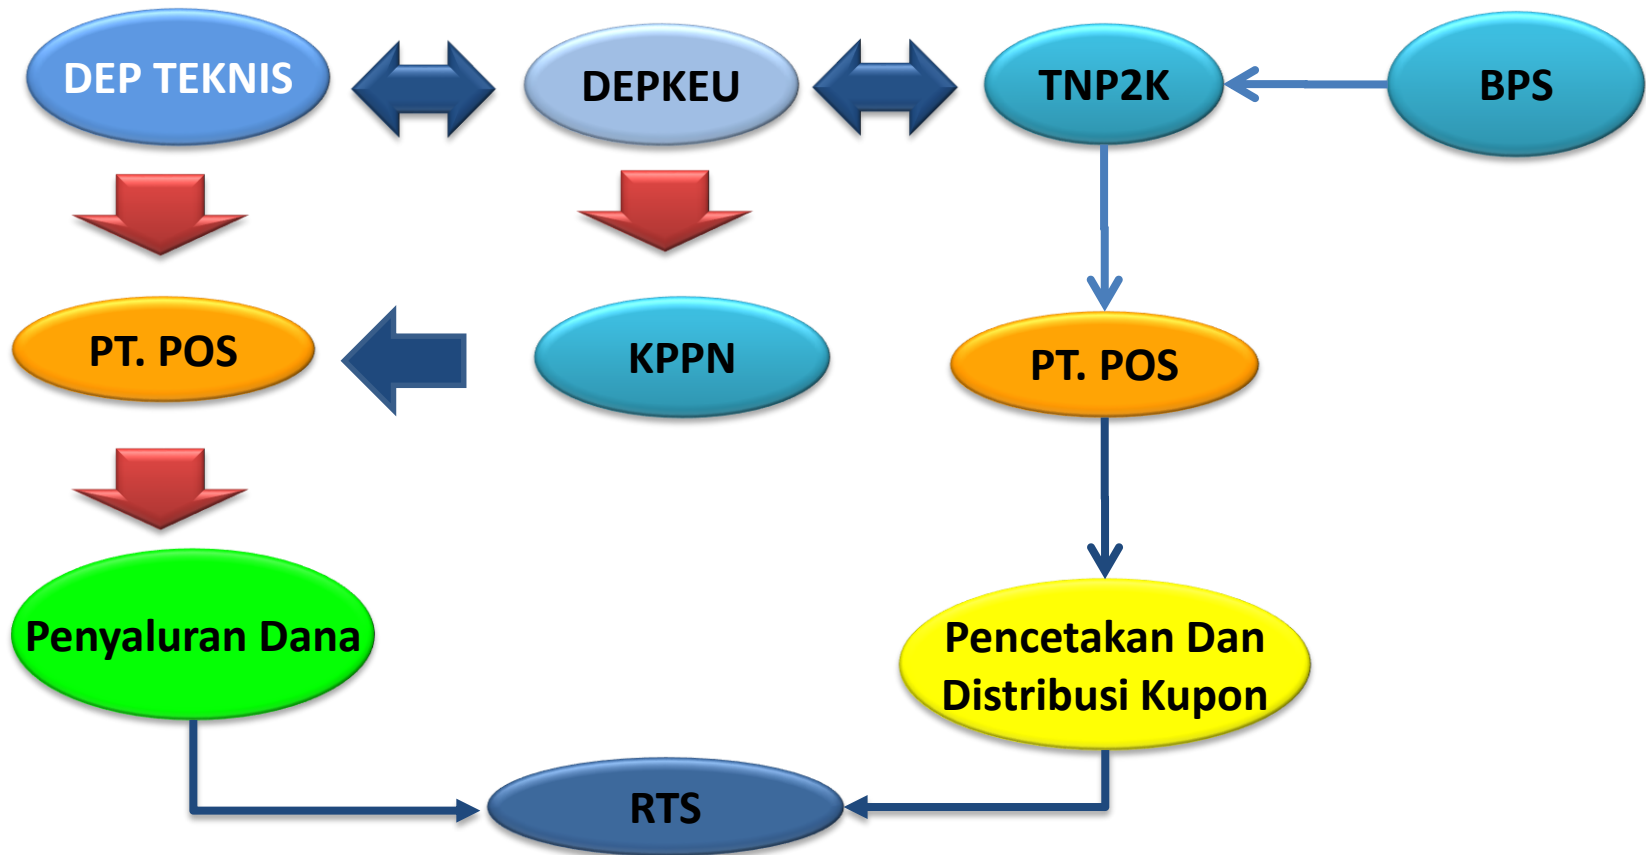 DEP TEKNIS
DEPKEU
TNP2K
BPS
PT. POS
KPPN
PT. POS
Penyaluran Dana
Pencetakan Dan
Distribusi Kupon
RTS